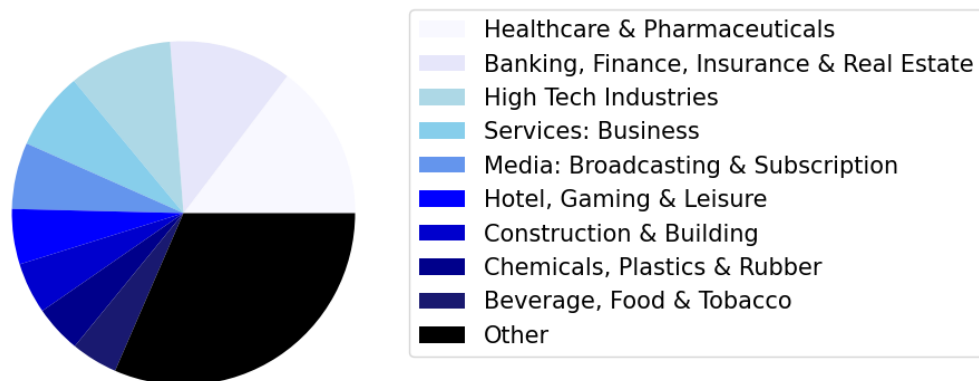 Healthcare & Pharmaceuticals
Banking, Finance, Insurance & Real Estate
High Tech Industries
Services: Business
Media: Broadcasting & Subscription
Hotel, Gaming & Leisure
Construction & Building
Chemicals, Plastics & Rubber
Beverage, Food & Tobacco
Other